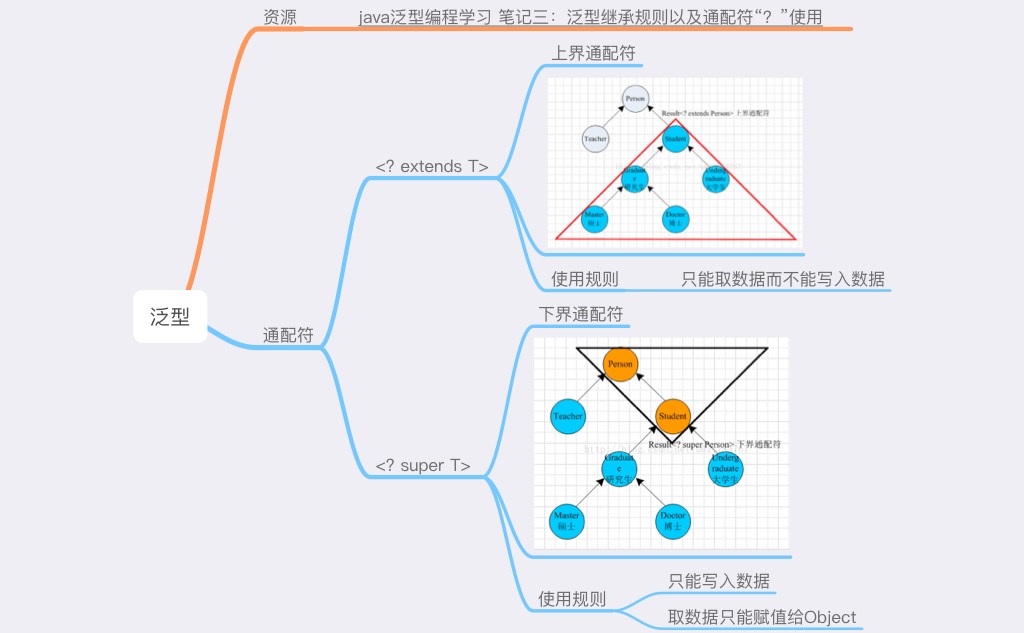 资源
java泛型编程学习 笔记三：泛型继承规则以及通配符“？”使用
上界通配符
Person
Result<? extends Person> 上界通配符
Teacher
Student
Graduat
e
研究生
Underg
raduate
大学生
Master
硕士
Doctor
博士
<? extends T>
使用规则
只能取数据而不能写入数据
泛型
通配符
下界通配符
Person
Teacher
Student
Result<? super Person> 下界通配符
Graduat
e
研究生
Underg
raduate
大学生
Master
硕士
Doctor
博士
<? super T>
使用规则
只能写入数据
取数据只能赋值给Object